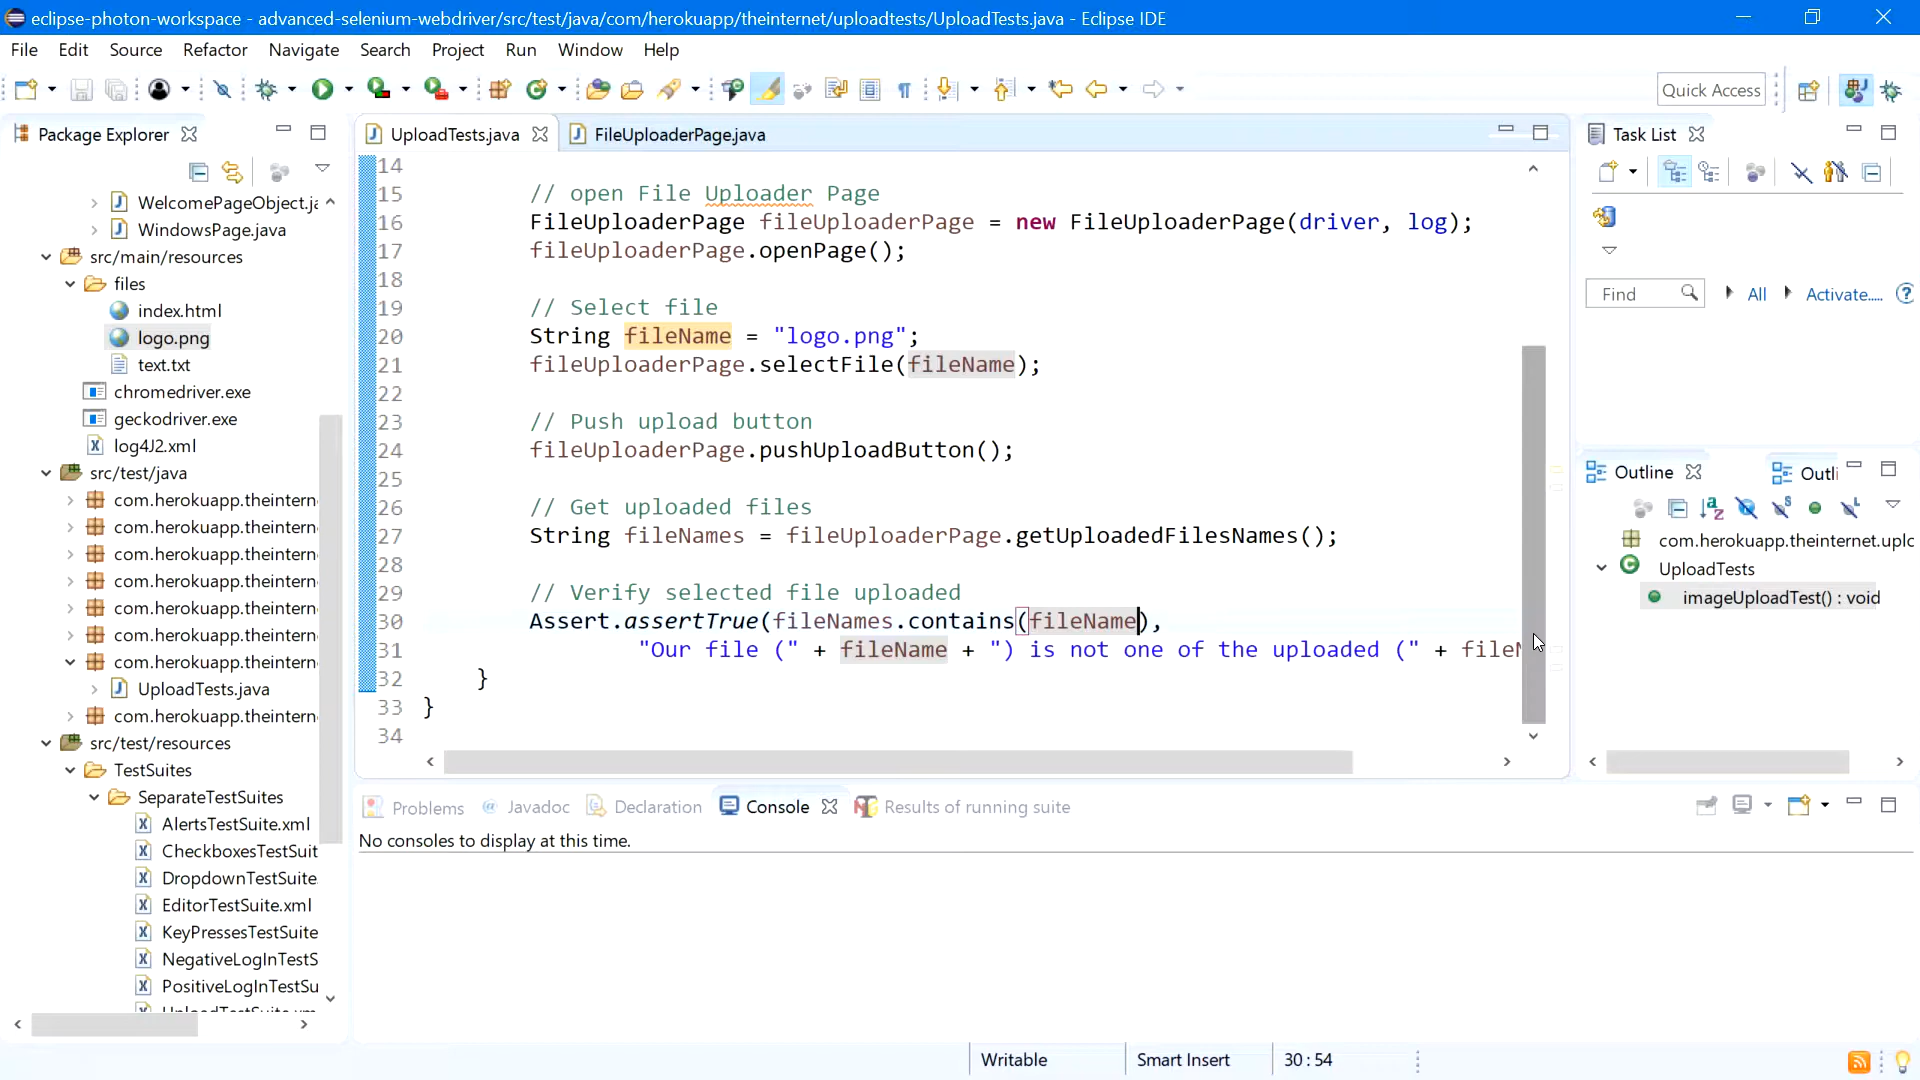 eclipse-photon-workspace - advanced-selenium-webdriver/src/test/java/com/herokuapp/theinternet/uploadtests/UploadTests.java - Eclipse IDE
File Edit Source Refactor Navigate Search Project Run Window Help
Quick Access
Package Explorer
WelcomePageObject.ja
WindowsPage.java
src/main/resources
files
index.html
logo.png
text.txt
chromedriver.exe
geckodriver.exe
log4J2.xml
src/test/java
com.herokuapp.theintern
com.herokuapp.theintern
com.herokuapp.theintern
com.herokuapp.theintern
com.herokuapp.theintern
com.herokuapp.theintern
com.herokuapp.theintern
UploadTests.java
com.herokuapp.theintern
src/test/resources
TestSuites
SeparateTestSuites
AlertsTestSuite.xml
CheckboxesTestSuit
DropdownTestSuite.
EditorTestSuite.xml
KeyPressesTestSuite
NegativeLogInTestS
PositiveLogInTestSu
UploadTests.java FileUploaderPage.java
14
15 // open File Uploader Page
16 FileUploaderPage fileUploaderPage = new FileUploaderPage(driver, log);
17 fileUploaderPage.openPage();
18
19 // Select file
20 String fileName = "logo.png";
21 fileUploaderPage.selectFile(fileName);
22
23 // Push upload button
24 fileUploaderPage.pushUploadButton();
25
26 // Get uploaded files
27 String fileNames = fileUploaderPage.getUploadedFilesNames();
28
29 // Verify selected file uploaded
30 Assert.assertTrue(fileNames.contains(fileName),
31 "Our file (" + fileName + ") is not one of the uploaded (" + fileN
32 }
33 }
34
Problems Javadoc Declaration Console Results of running suite
No consoles to display at this time.
Task List
Find All Activate....
Outline Outli
com.herokuapp.theinternet.uplo
UploadTests
imageUploadTest() : void
Writable Smart Insert 30 : 54